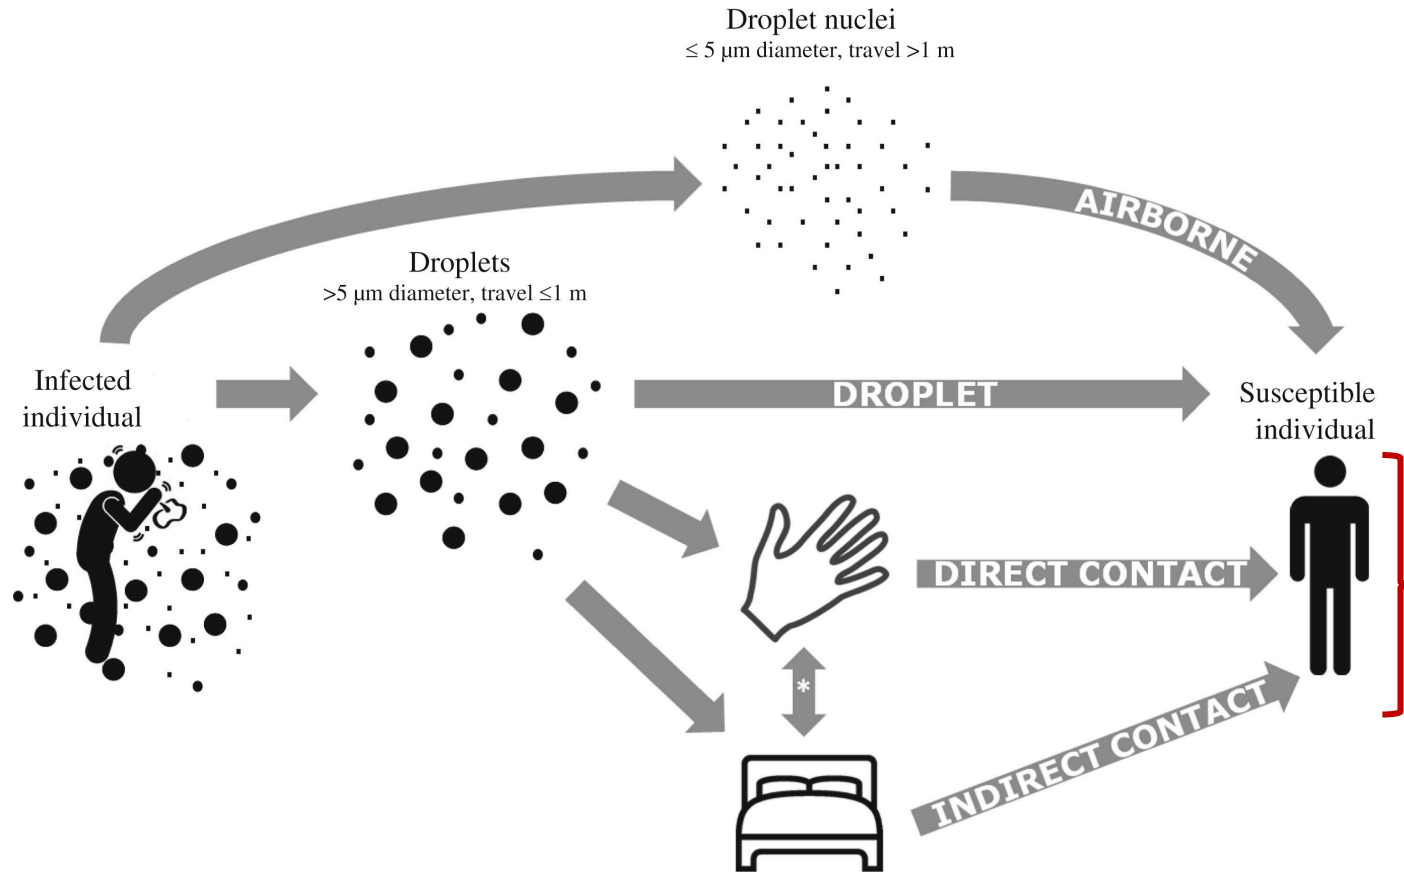 Droplet nuclei
≤ 5 µm diameter, travel >1 m
AIRBORNE
Droplets
>5 µm diameter, travel ≤1 m
Infected
individual
DROPLET
Susceptible
individual
DIRECT CONTACT
*
INDIRECT CONTACT